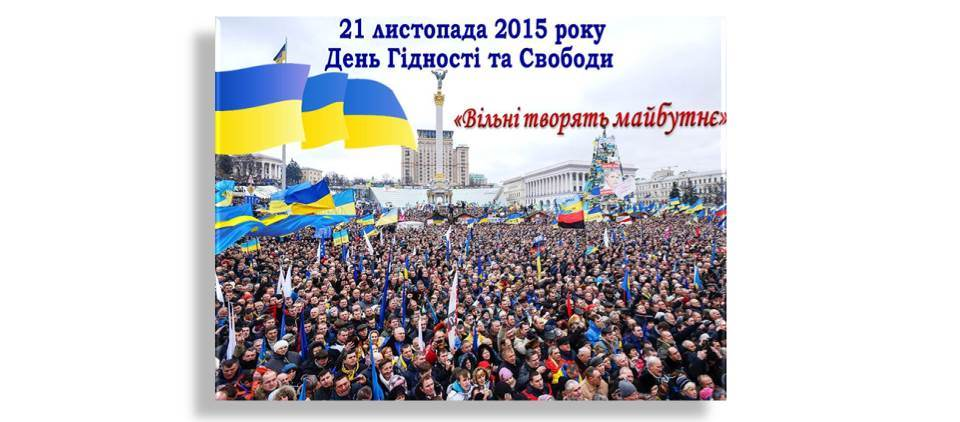 21 листопада 2015 року
День Гідності та Свободи
«Вільні творять майбутнє»